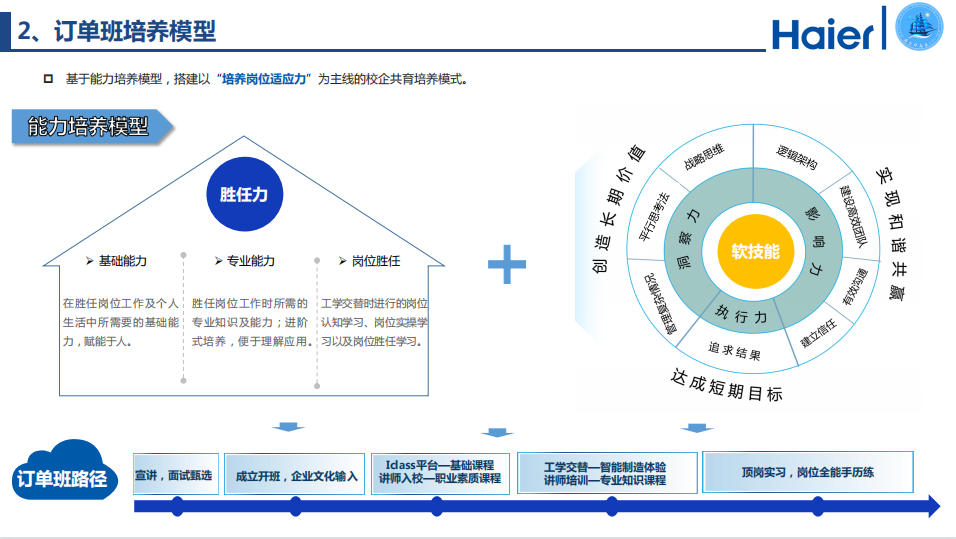 2、订单班培养模型
Haier
基于能力培养模型，搭建以“培养岗位适应力”为主线的校企共育培养模式。
能力培养模型
胜任力
基础能力
专业能力
岗位胜任
在胜任岗位工作及个人
生活中所需要的基础能
力，赋能于人。
胜任岗位工作时所需的
专业知识及能力；进阶
式培养，便于理解应用。
工学交替时进行的岗位
认知学习、岗位实操学
习以及岗位胜任学习。
+
创造长期价值
实现和谐共赢
达成短期目标
战略思维
逻辑架构
建设高效团队
有效沟通
建立信任
追求结果
管理复杂情况
平行思考法
洞察力
影响力
执行力
软技能
订单班路径
宣讲，面试甄选
成立开班，企业文化输入
Iclass平台—基础课程
讲师入校—职业素质课程
工学交替—智能制造体验
讲师培训—专业知识课程
顶岗实习，岗位全能手历练